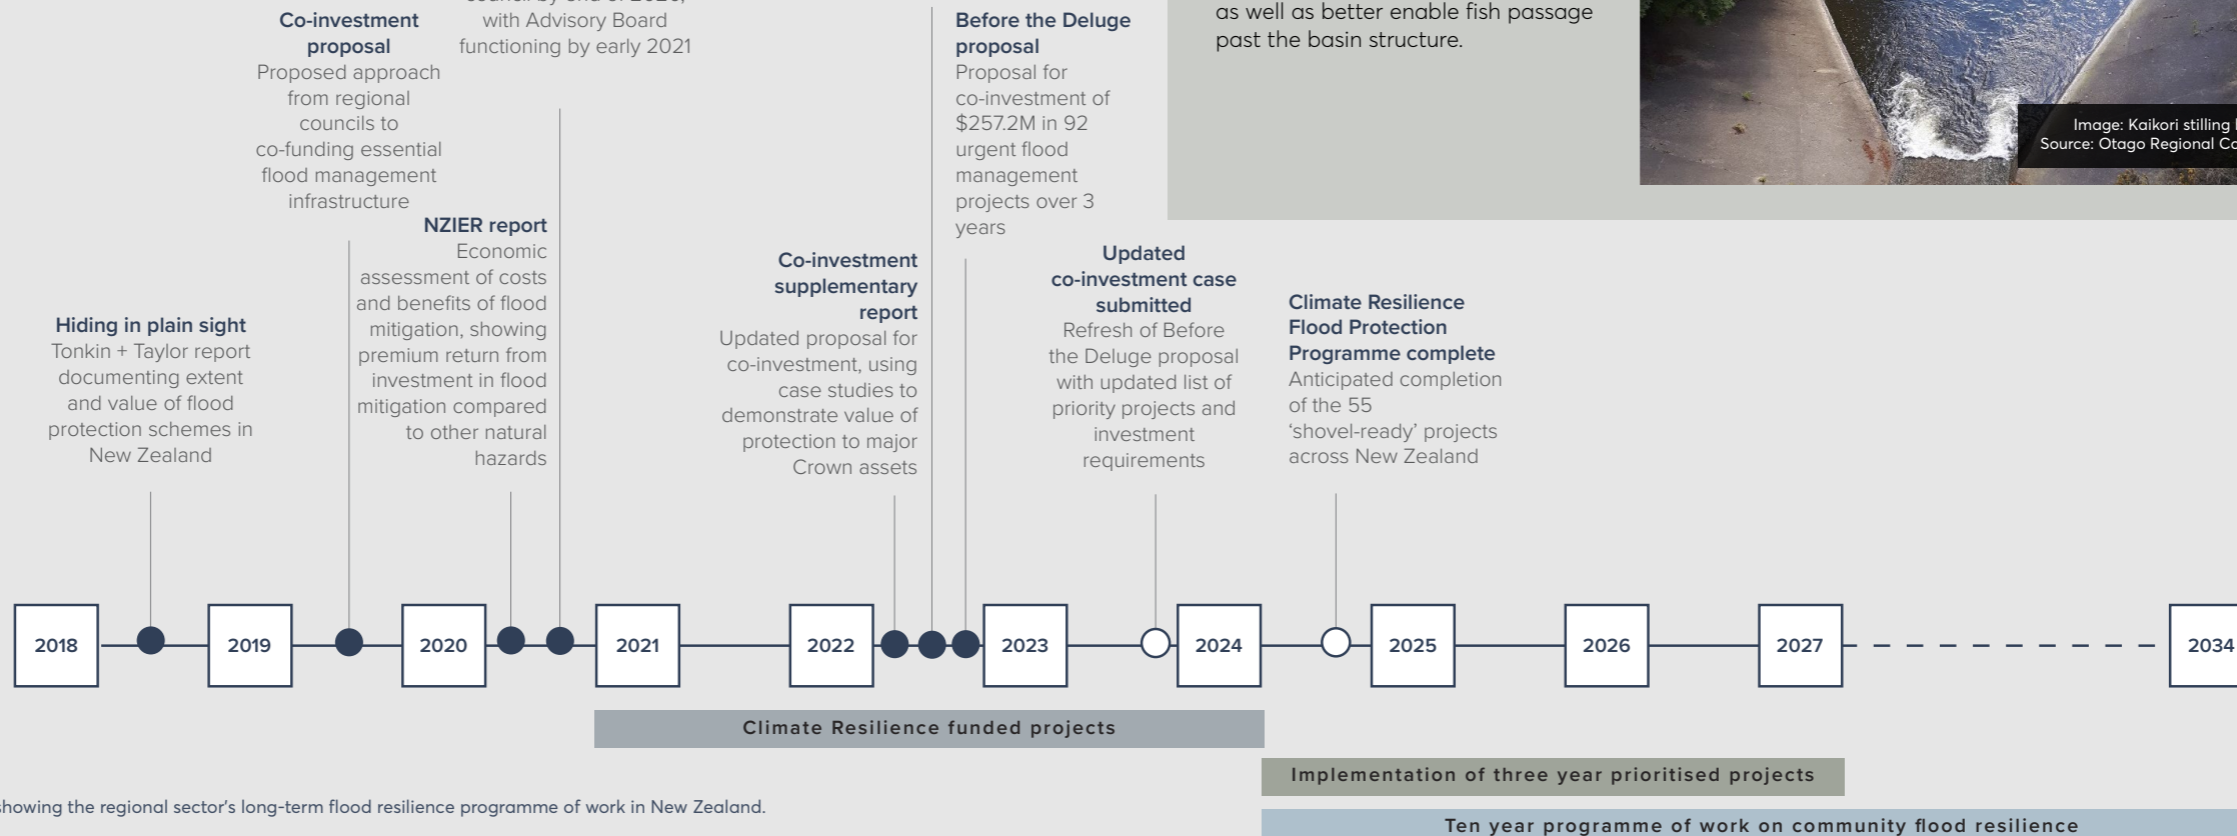 Co-investment
proposal
Proposed approach
from regional
councils to
co-funding essential
flood management
infrastructure
with Advisory Board
functioning by early 2021
Before the Deluge
proposal
Proposal for
co-investment of
$257.2M in 92
urgent flood
management
projects over 3
years
as well as better enable fish passage
past the basin structure.
Image: Kaikori stilling
Source: Otago Regional
Hiding in plain sight
Tonkin + Taylor report
documenting extent
and value of flood
protection schemes in
New Zealand
NZIER report
Economic
assessment of costs
and benefits of flood
mitigation, showing
premium return from
investment in flood
mitigation compared
to other natural
hazards
Co-investment
supplementary
report
Updated proposal for
co-investment, using
case studies to
demonstrate value of
protection to major
Crown assets
Updated
co-investment case
submitted
Refresh of Before
the Deluge proposal
with updated list of
priority projects and
investment
requirements
Climate Resilience
Flood Protection
Programme complete
Anticipated completion
of the 55
‘shovel-ready’ projects
across New Zealand
2018
2019
2020
2021
2022
2023
2024
2025
2026
2027
2034
Climate Resilience funded projects
Implementation of three year prioritised projects
Ten year programme of work on community flood resilience
showing the regional sector's long-term flood resilience programme of work in New Zealand.